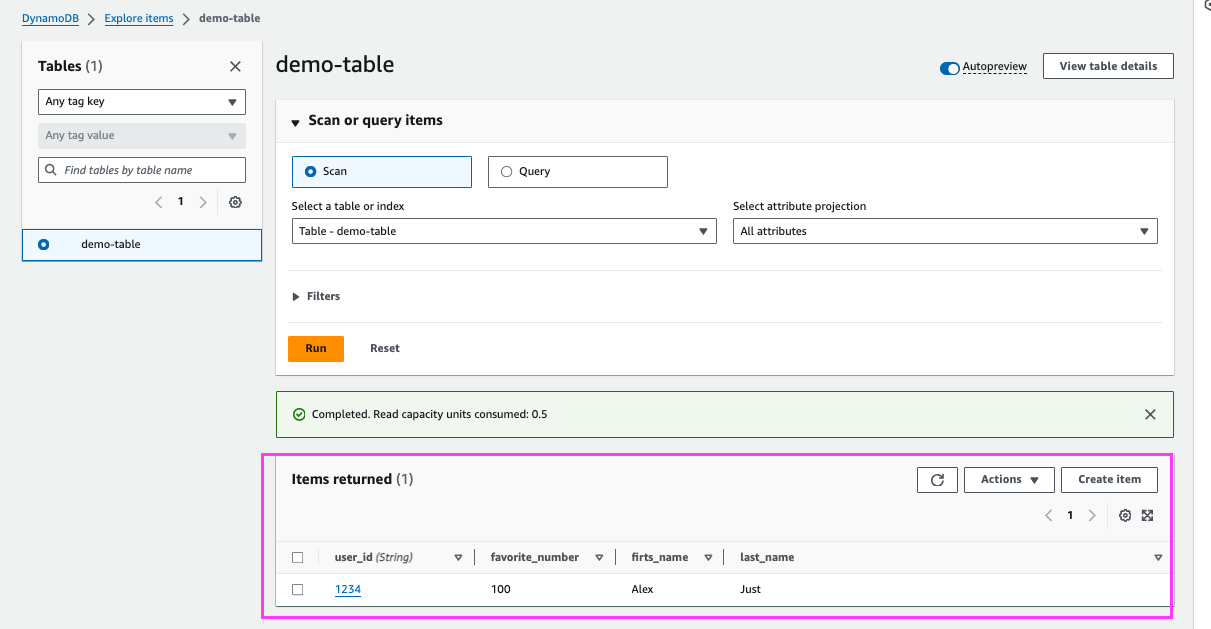 DynamoDB > Explore items > demo-table
Tables (1)
Any tag key
Any tag value
Find tables by table name
1
demo-table
demo-table
Autopreview
View table details
Scan or query items
Scan
Query
Select a table or index
Select attribute projection
Table - demo-table
All attributes
Filters
Run
Reset
Completed. Read capacity units consumed: 0.5
Items returned (1)
Actions
Create item
1
user_id (String) favorite_number firts_name last_name
1234 100 Alex Just